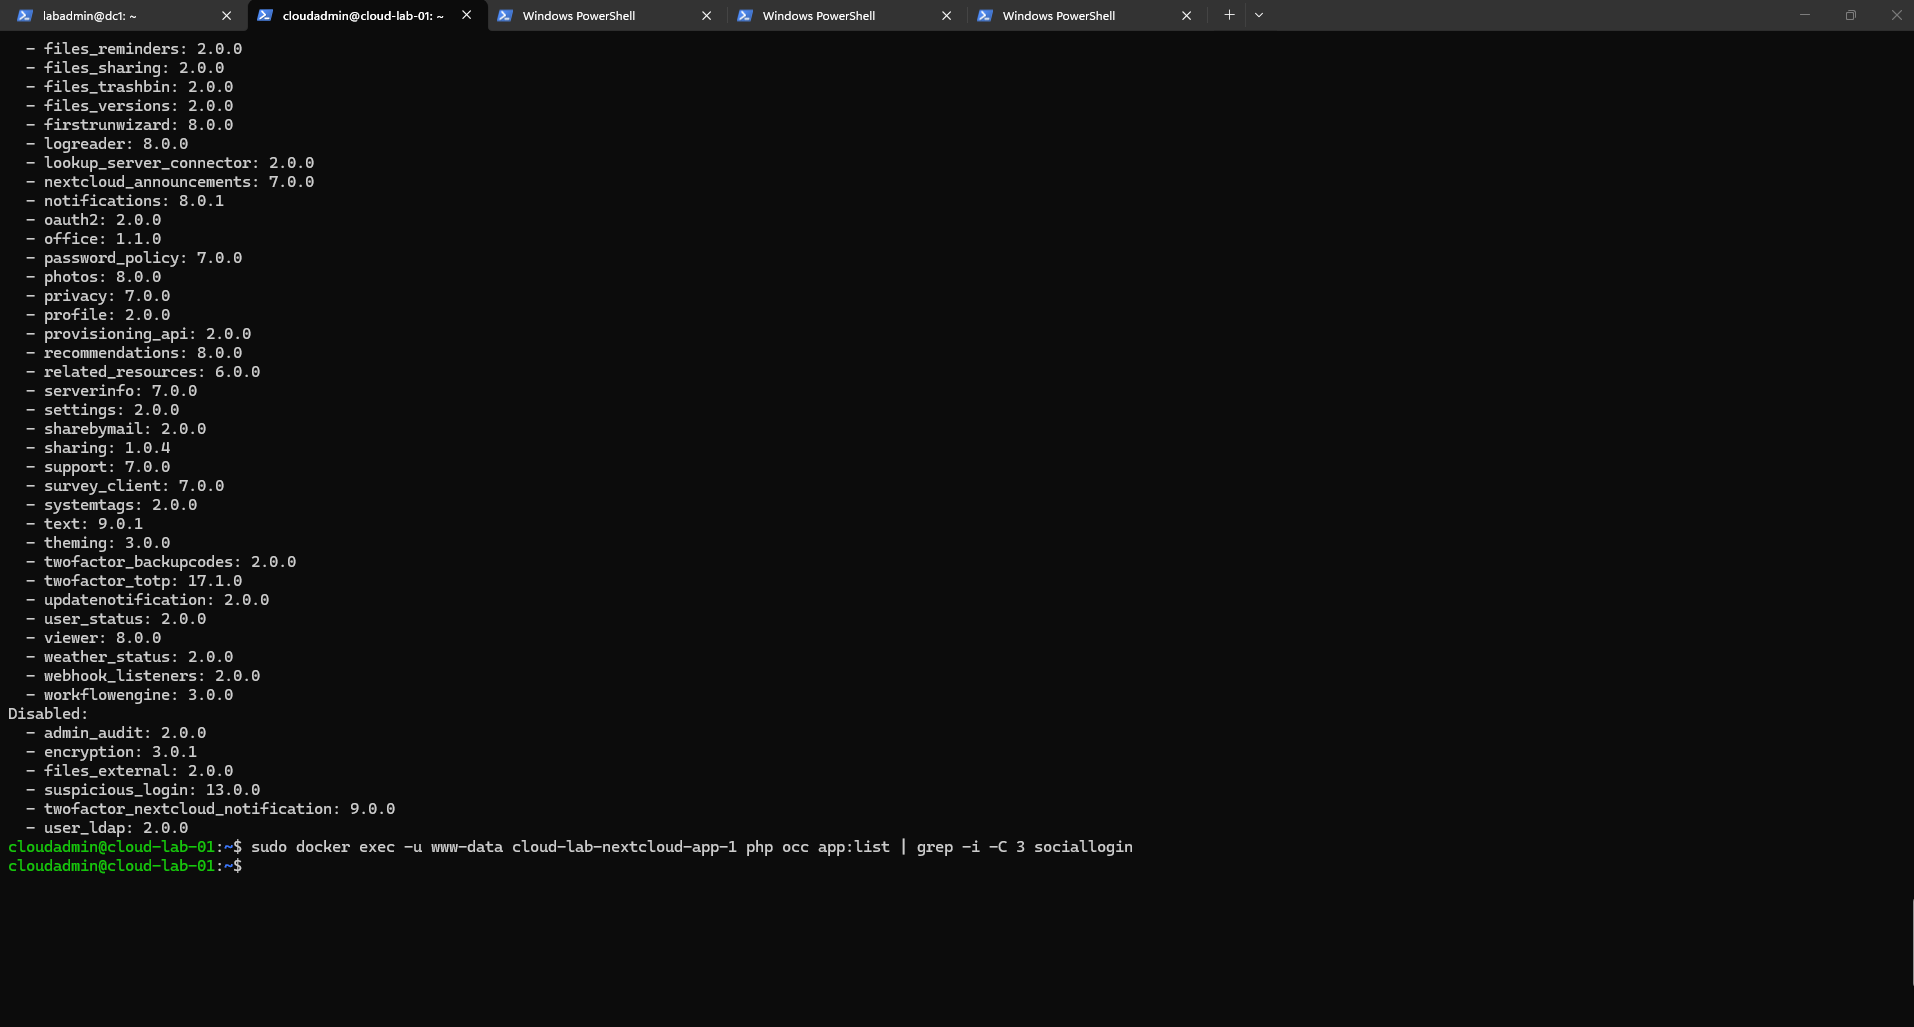 labadmin@dc1: ~
cloudadmin@cloud-lab-01: ~
Windows PowerShell
Windows PowerShell
Windows PowerShell
- files_reminders: 2.0.0
- files_sharing: 2.0.0
- files_trashbin: 2.0.0
- files_versions: 2.0.0
- firstrunwizard: 8.0.0
- logreader: 8.0.0
- lookup_server_connector: 2.0.0
- nextcloud_announcements: 7.0.0
- notifications: 8.0.1
- oauth2: 2.0.0
- office: 1.1.0
- password_policy: 7.0.0
- photos: 8.0.0
- privacy: 7.0.0
- profile: 2.0.0
- provisioning_api: 2.0.0
- recommendations: 8.0.0
- related_resources: 6.0.0
- serverinfo: 7.0.0
- settings: 2.0.0
- sharebymail: 2.0.0
- sharing: 1.0.4
- support: 7.0.0
- survey_client: 7.0.0
- systemtags: 2.0.0
- text: 9.0.1
- theming: 3.0.0
- twofactor_backupcodes: 2.0.0
- twofactor_totp: 17.1.0
- updatenotification: 2.0.0
- user_status: 2.0.0
- viewer: 8.0.0
- weather_status: 2.0.0
- webhook_listeners: 2.0.0
- workflowengine: 3.0.0
Disabled:
- admin_audit: 2.0.0
- encryption: 3.0.1
- files_external: 2.0.0
- suspicious_login: 13.0.0
- twofactor_nextcloud_notification: 9.0.0
- user_ldap: 2.0.0
cloudadmin@cloud-lab-01:~$ sudo docker exec -u www-data cloud-lab-nextcloud-app-1 php occ app:list | grep -i -C 3 sociallogin
cloudadmin@cloud-lab-01:~$